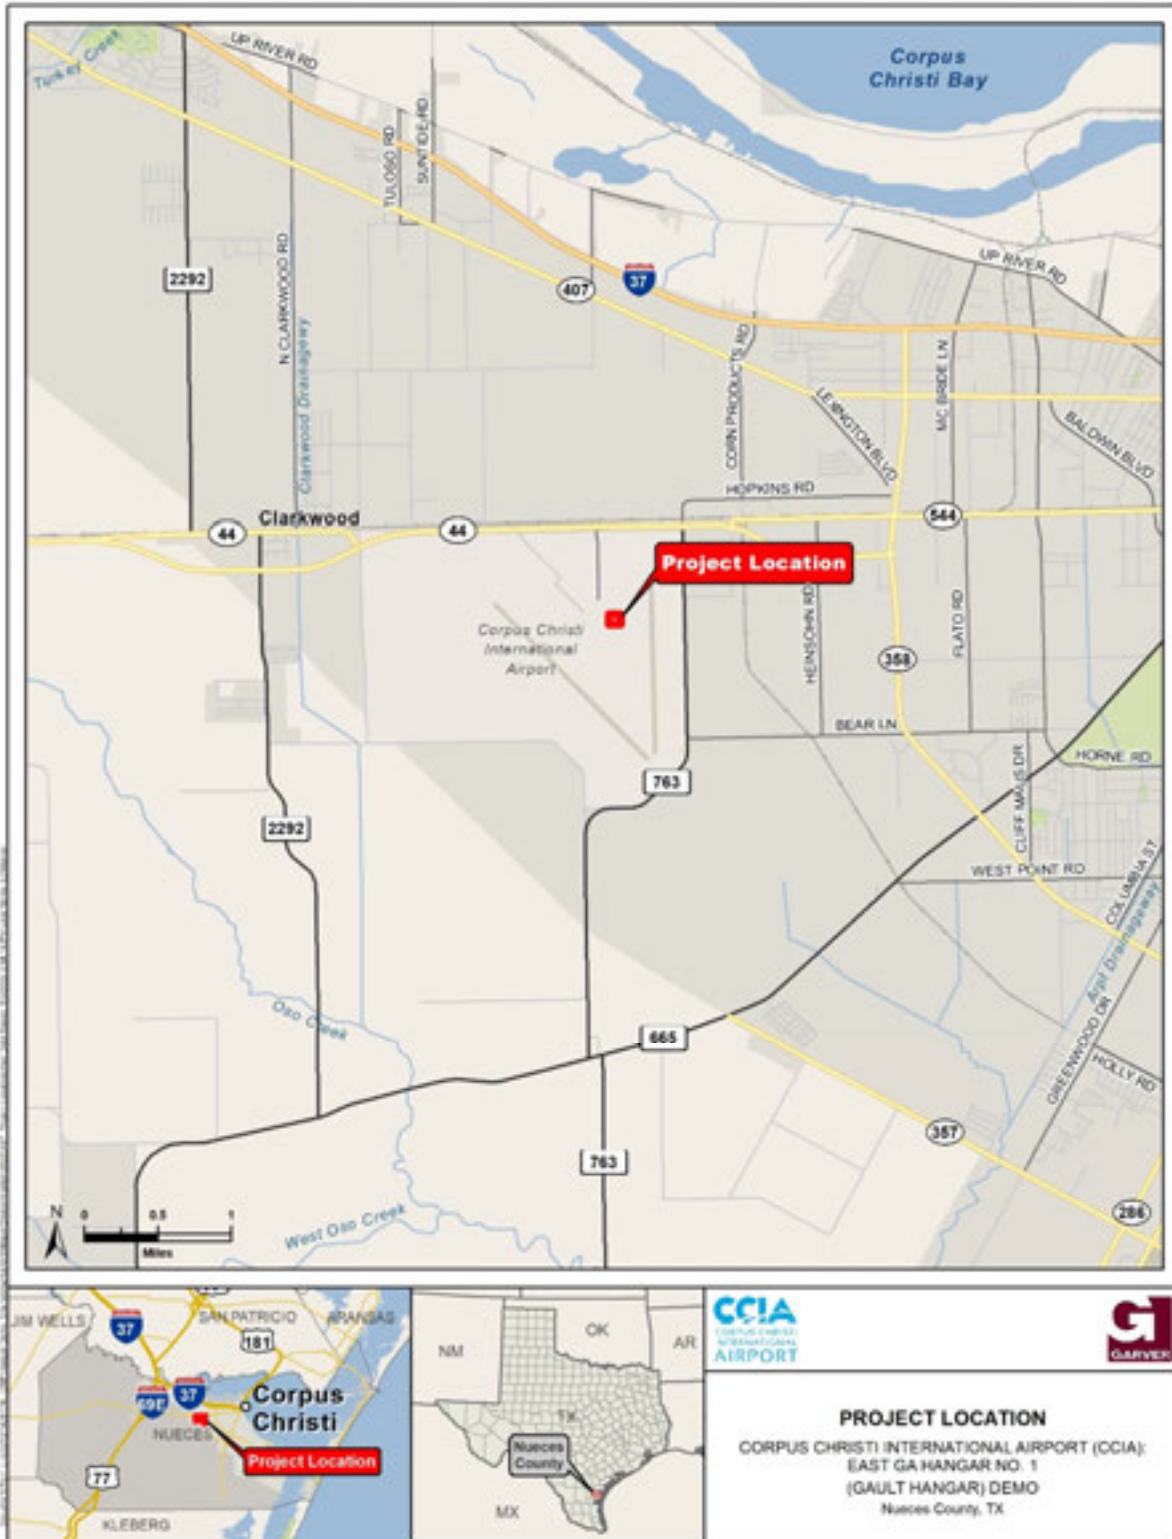 Turkey Creek
UP RIVER RD
TULOSO RD
SUNTIDE RD
Corpus
Christi Bay
2292
N CLARKWOOD RD
Clarkwood Drainageway
407
37
UP RIVER RD
CORN PRODUCTS RD
LEXINGTON BLVD
MC BRIDE LN
BALDWIN BLVD
HOPKINS RD
44
Clarkwood
44
544
Project Location
Corpus Christi
International
Airport
HEINSOHN RD
358
FLATO RD
BEAR LN
HORNE RD
763
CLIFF MAUS DR
2292
WEST POINT RD
COLUMBIA ST
Arpt Drainageway
GREENWOOD DR
Oso Creek
665
HOLLY RD
357
763
286
West Oso Creek
N
0 0.5 1
Miles
JIM WELLS
SAN PATRICIO
ARANSAS
37
181
69E
37
Corpus
Christi
NUECES
Project Location
77
KLEBERG
NM
OK
AR
TX
Nueces
County
MX
CCIA
CORPUS CHRISTI
INTERNATIONAL
AIRPORT
G
GARVER
PROJECT LOCATION
CORPUS CHRISTI INTERNATIONAL AIRPORT (CCIA):
EAST GA HANGAR NO. 1
(GAULT HANGAR) DEMO
Nueces County, TX